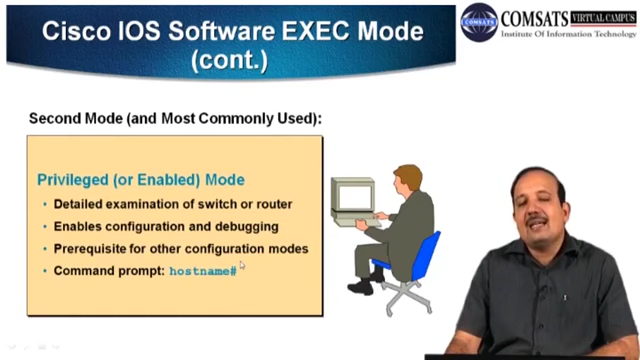 Cisco IOS Software EXEC Mode
(cont.)
COMSATS
COMSATS VIRTUAL CAMPUS
Institute Of Information Technology
Second Mode (and Most Commonly Used):
Privileged (or Enabled) Mode
• Detailed examination of switch or router
• Enables configuration and debugging
• Prerequisite for other configuration modes
• Command prompt: hostname#